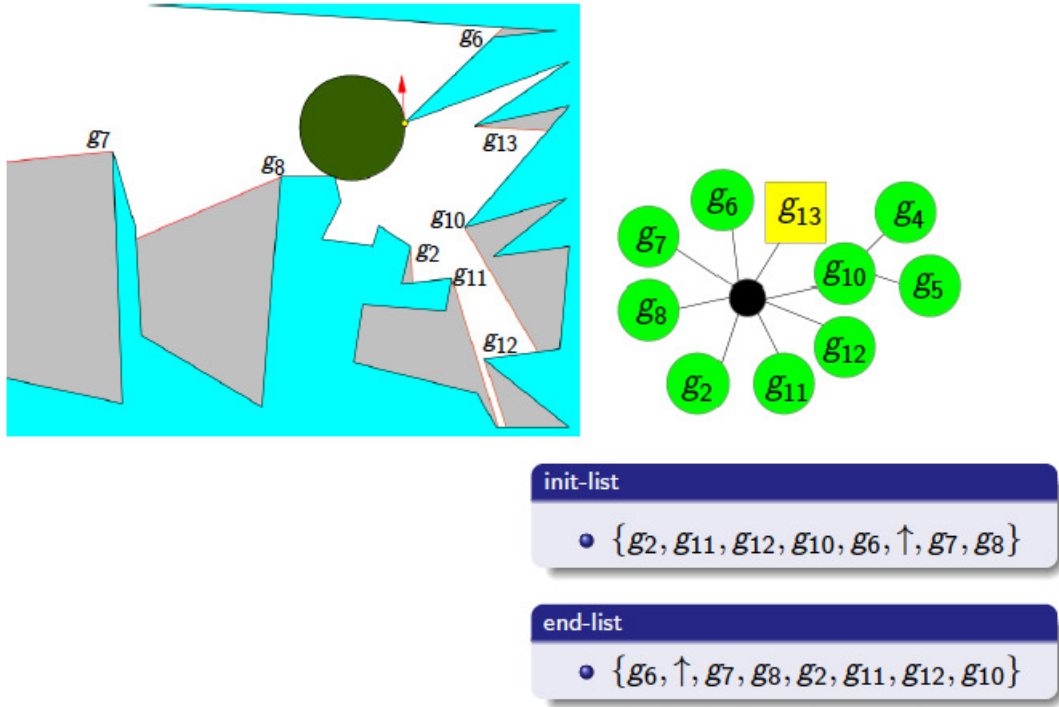 g6
g7
g8
g13
g10
g2
g11
g12
g6
g13
g4
g7
g10
g5
g8
g12
g2
g11
init-list
{g2, g11, g12, g10, g6, ↑, g7, g8}
end-list
{g6, ↑, g7, g8, g2, g11, g12, g10}